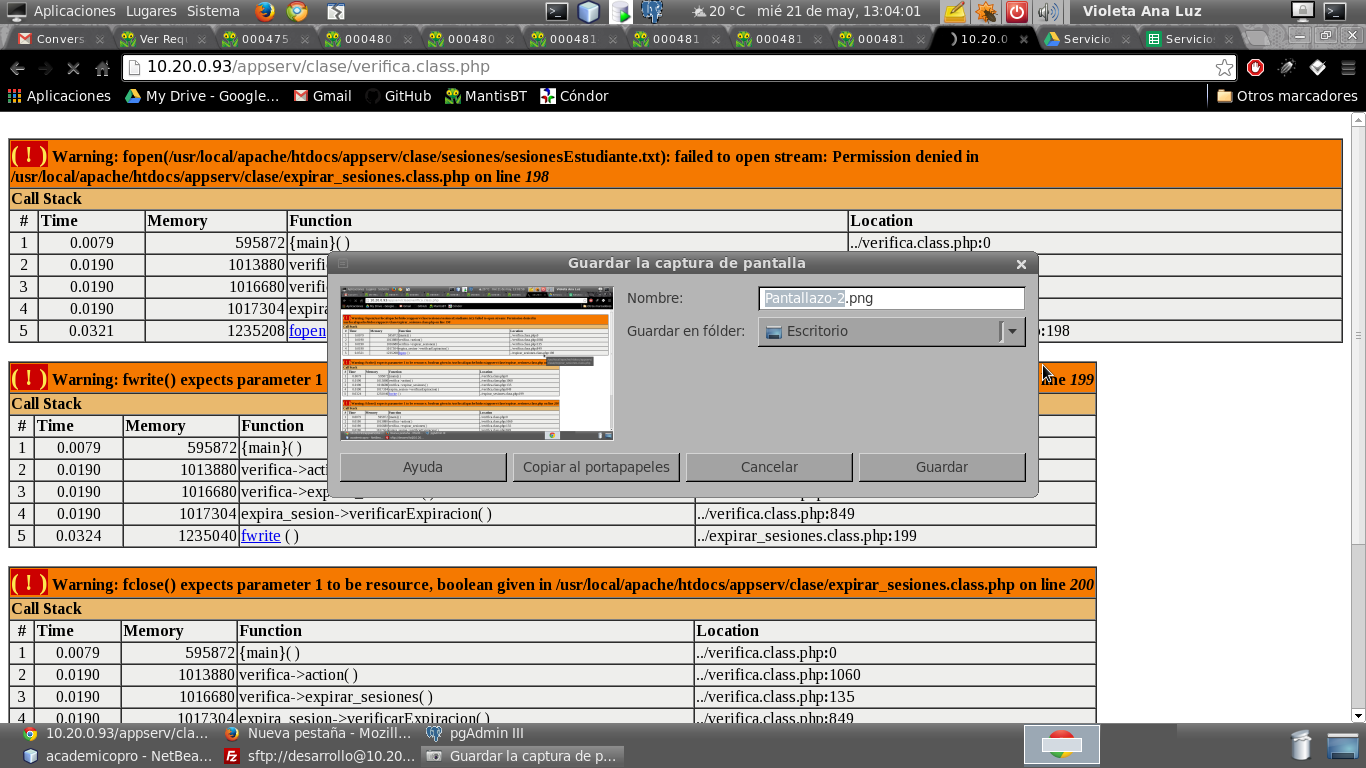 Aplicaciones Lugares Sistema 20 °C mié 21 de may, 13:04:01 Violeta Ana Luz
Convers Ver Req 000475 000480 000480 000481 000481 000481 000481 10.20.0 Servicio Servicio
10.20.0.93/appserv/clase/verifica.class.php
Aplicaciones My Drive - Google... Gmail GitHub MantisBT Cóndor Otros marcadores
( ! ) Warning: fopen(/usr/local/apache/htdocs/appserv/clase/sesiones/sesionesEstudiante.txt): failed to open stream: Permission denied in
/usr/local/apache/htdocs/appserv/clase/expirar_sesiones.class.php on line 198
Call Stack
# Time Memory Function Location
1 0.0079 595872 {main}( ) ../verifica.class.php:0
2 0.0190 1013880 verifi
3 0.0190 1016680 verifi
4 0.0190 1017304 expira
5 0.0321 1235208 fopen :198
Guardar la captura de pantalla
Nombre: Pantallazo-2.png
Guardar en fólder: Escritorio
Ayuda Copiar al portapapeles Cancelar Guardar
( ! ) Warning: fwrite() expects parameter 1 ne 199
Call Stack
# Time Memory Function
1 0.0079 595872 {main}( )
2 0.0190 1013880 verifica->acti
3 0.0190 1016680 verifica->exp
4 0.0190 1017304 expira_sesion->verificarExpiracion( ) ../verifica.class.php:849
5 0.0324 1235040 fwrite ( ) ../expirar_sesiones.class.php:199
( ! ) Warning: fclose() expects parameter 1 to be resource, boolean given in /usr/local/apache/htdocs/appserv/clase/expirar_sesiones.class.php on line 200
Call Stack
# Time Memory Function Location
1 0.0079 595872 {main}( ) ../verifica.class.php:0
2 0.0190 1013880 verifica->action( ) ../verifica.class.php:1060
3 0.0190 1016680 verifica->expirar_sesiones( ) ../verifica.class.php:135
4 0.0190 1017304 expira_sesion->verificarExpiracion( ) ../verifica.class.php:849
10.20.0.93/appserv/cla... Nueva pestaña - Mozill... pgAdmin III
academicopro - NetBea... sftp://desarrollo@10.20... Guardar la captura de p...